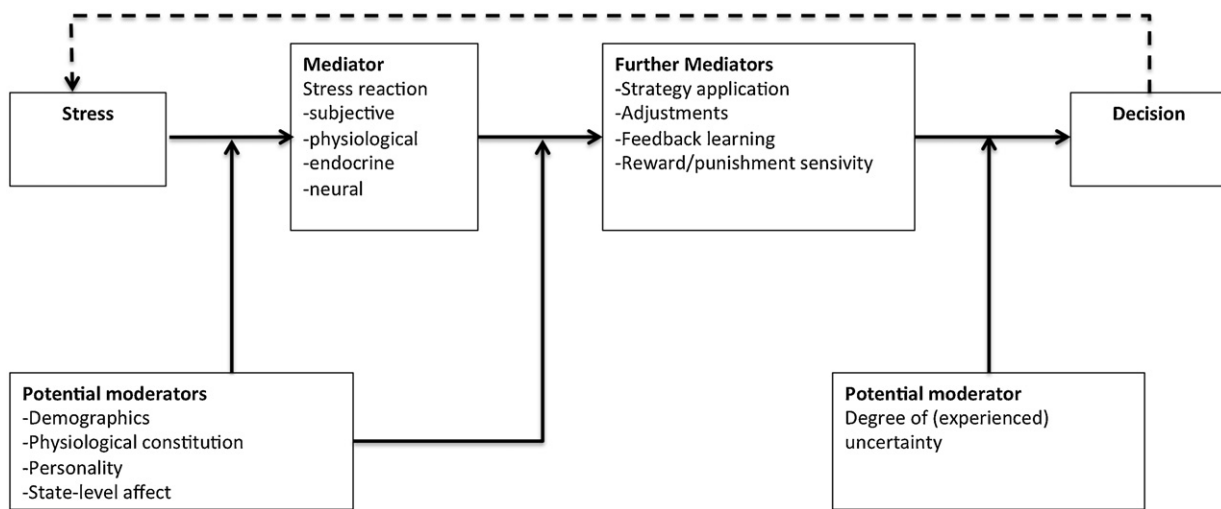 Stress
Mediator
Stress reaction
-subjective
-physiological
-endocrine
-neural
Further Mediators
-Strategy application
-Adjustments
-Feedback learning
-Reward/punishment sensivity
Decision
Potential moderators
-Demographics
-Physiological constitution
-Personality
-State-level affect
Potential moderator
Degree of (experienced)
uncertainty